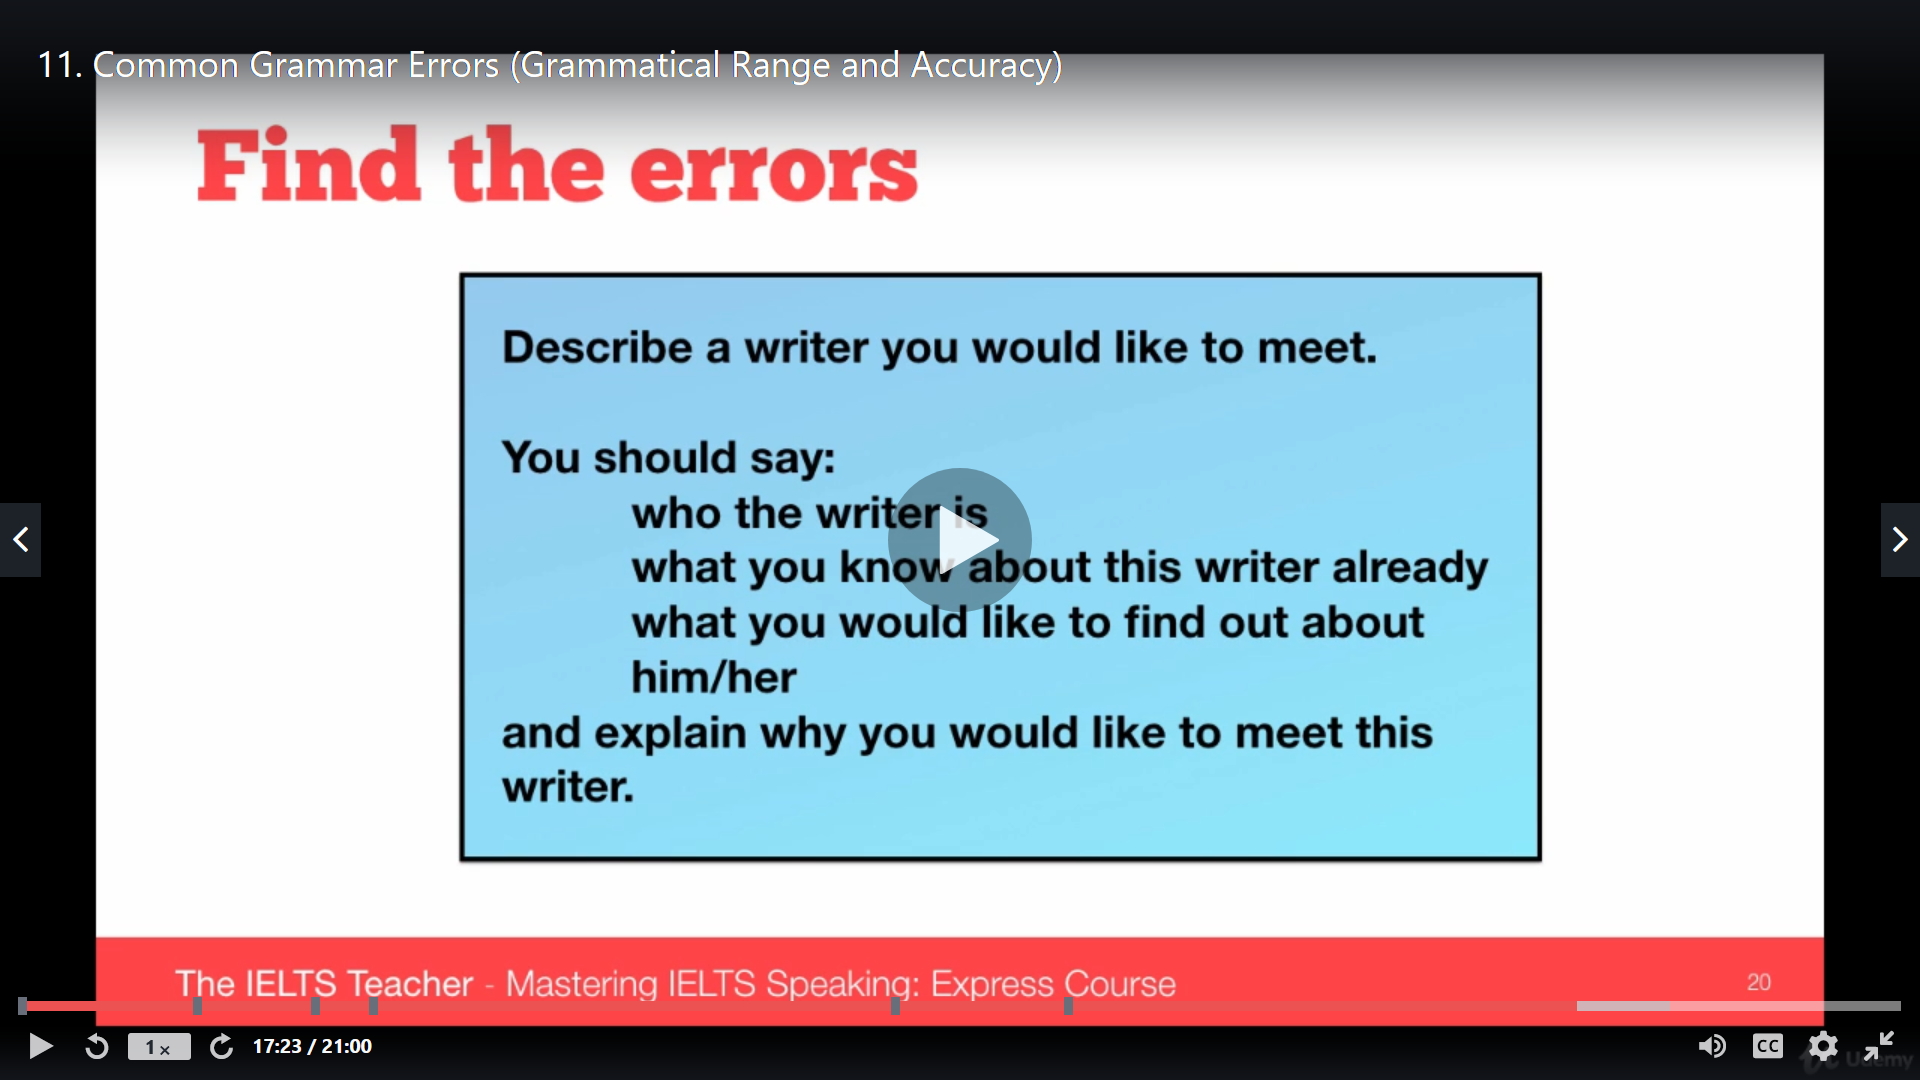 11. Common Grammar Errors (Grammatical Range and Accuracy)
Find the errors
Describe a writer you would like to meet.
You should say:
who the writer is
what you know about this writer already
what you would like to find out about
him/her
and explain why you would like to meet this
writer.
The IELTS Teacher - Mastering IELTS Speaking: Express Course
20
1×
17:23 / 21:00
CC
Udemy